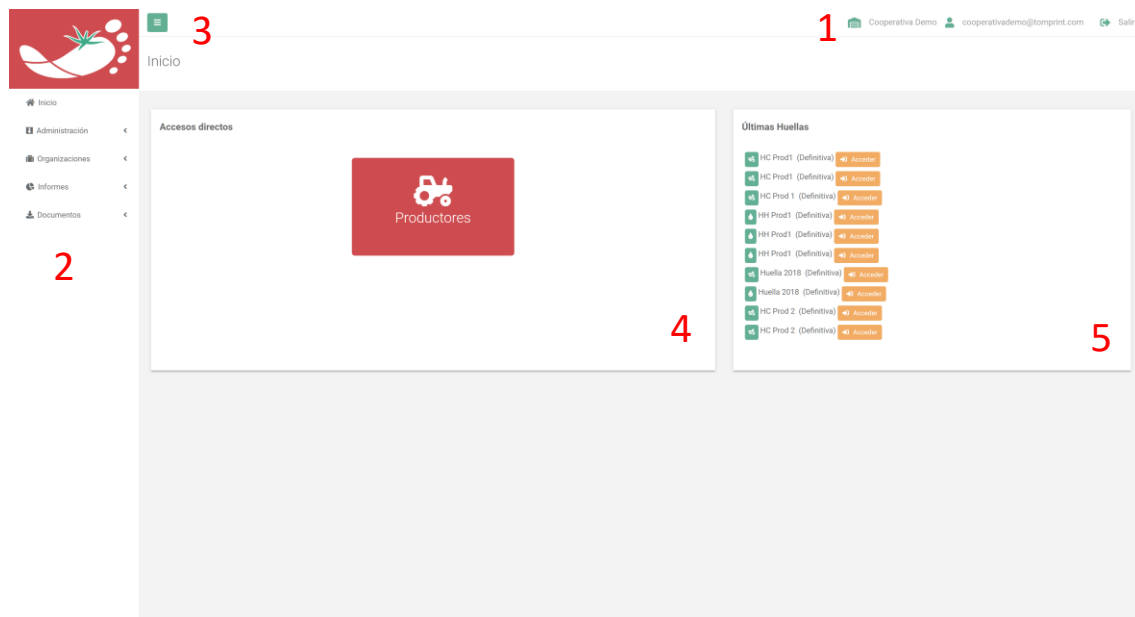 3
1
Cooperativa Demo cooperativademo@tomprint.com Salir
Inicio
Inicio
Administración
Organizaciones
Informes
Documentos
2
Accesos directos
Productores
4
Últimas Huellas
HC Prod1 (Definitiva) Acceder
HC Prod1 (Definitiva) Acceder
HC Prod 1 (Definitiva) Acceder
HH Prod1 (Definitiva) Acceder
HH Prod1 (Definitiva) Acceder
HH Prod1 (Definitiva) Acceder
Huella 2018 (Definitiva) Acceder
Huella 2018 (Definitiva) Acceder
HC Prod 2 (Definitiva) Acceder
HC Prod 2 (Definitiva) Acceder
5